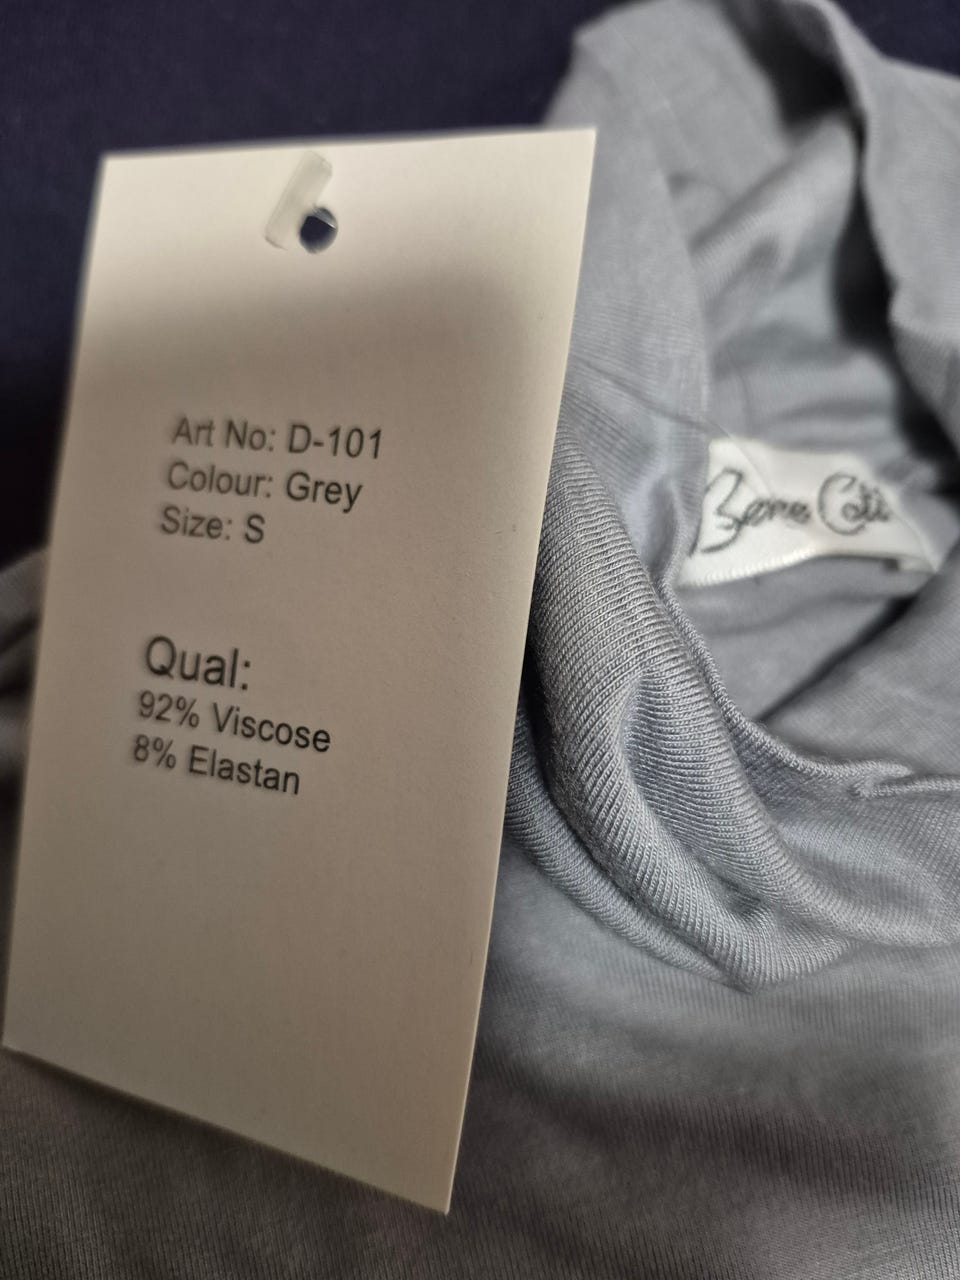 Art No: D-101
Colour: Grey
Size: S
Qual:
92% Viscose
8% Elastan